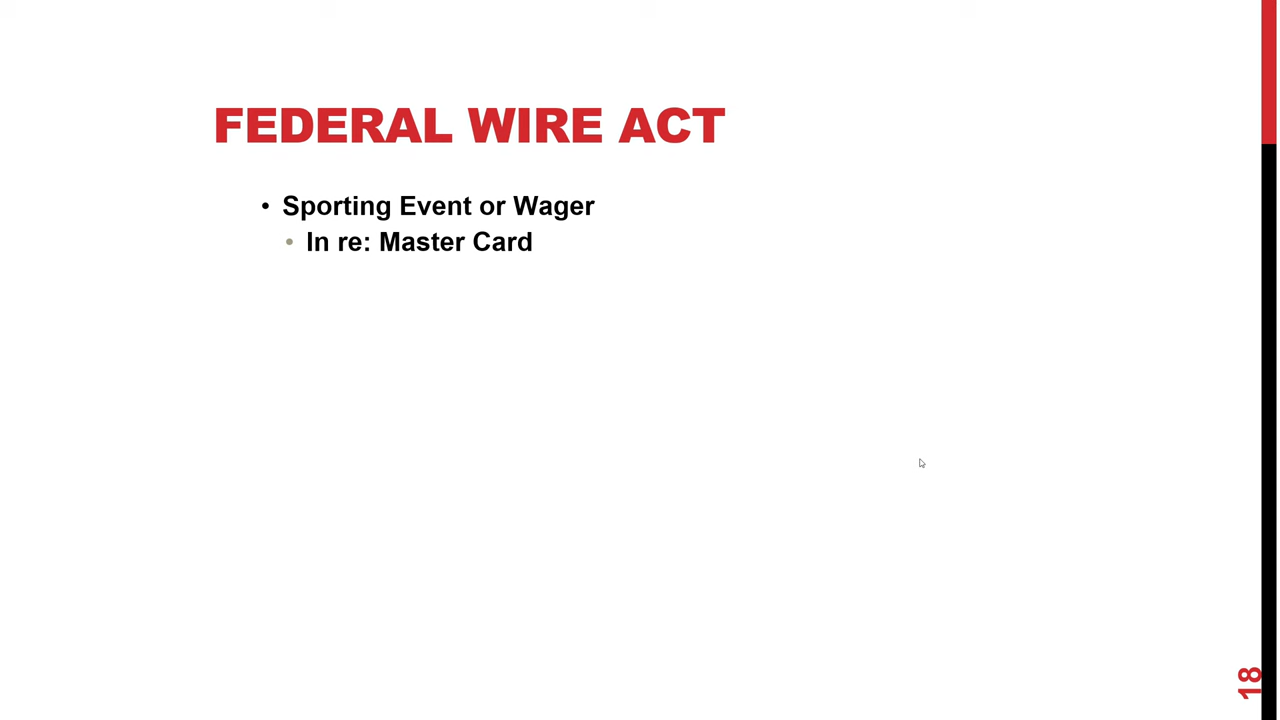 FEDERAL WIRE ACT
• Sporting Event or Wager
• In re: Master Card
18